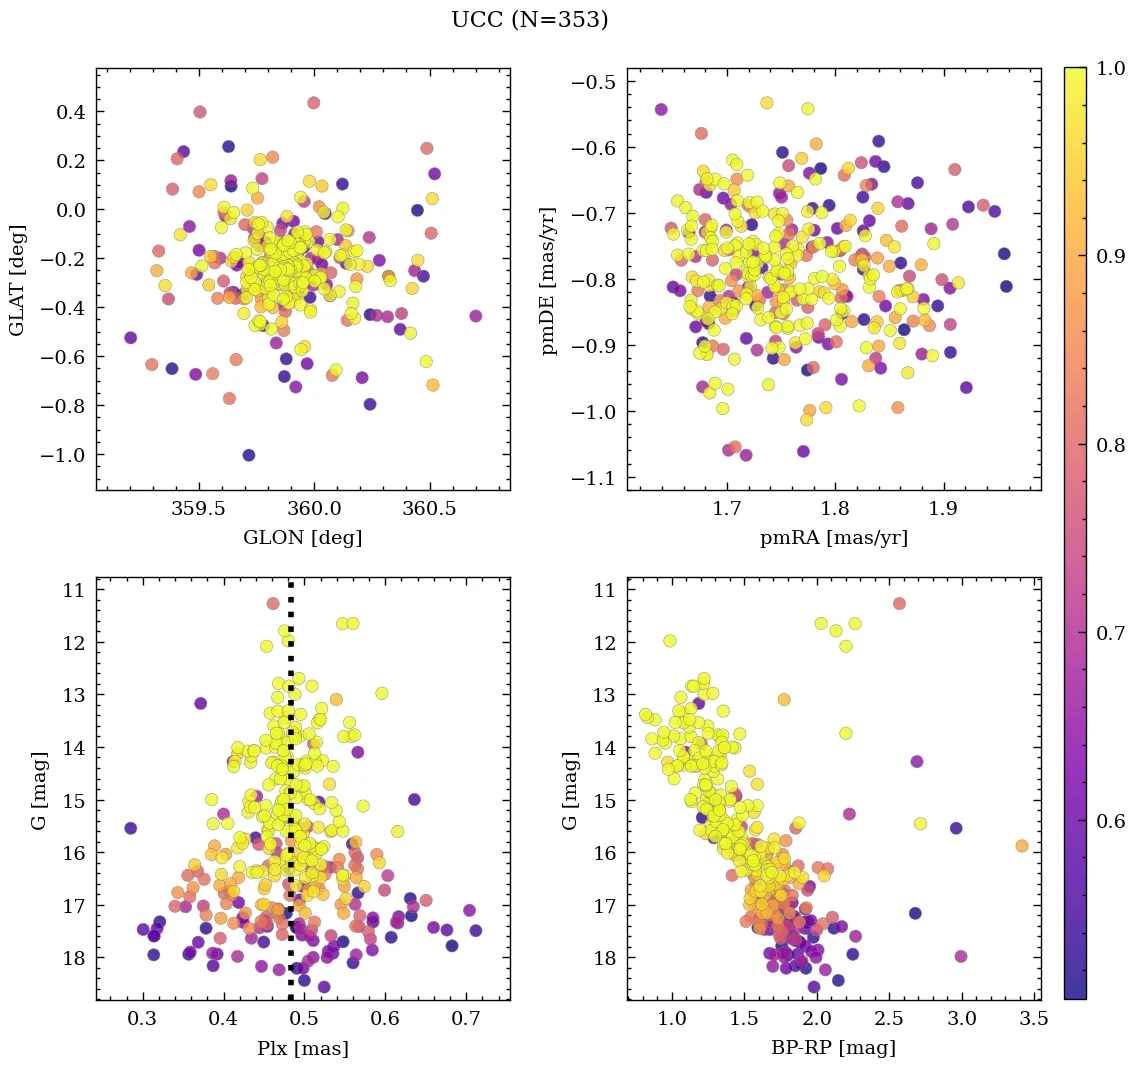 UCC (N=353)
0.4
0.2
0.0
−0.2
−0.4
−0.6
−0.8
−1.0
GLAT [deg]
359.5 360.0 360.5
GLON [deg]
−0.5
−0.6
−0.7
−0.8
−0.9
−1.0
−1.1
pmDE [mas/yr]
1.7 1.8 1.9
pmRA [mas/yr]
11
12
13
14
15
16
17
18
G [mag]
0.3 0.4 0.5 0.6 0.7
Plx [mas]
11
12
13
14
15
16
17
18
G [mag]
1.0 1.5 2.0 2.5 3.0 3.5
BP-RP [mag]
1.0
0.9
0.8
0.7
0.6